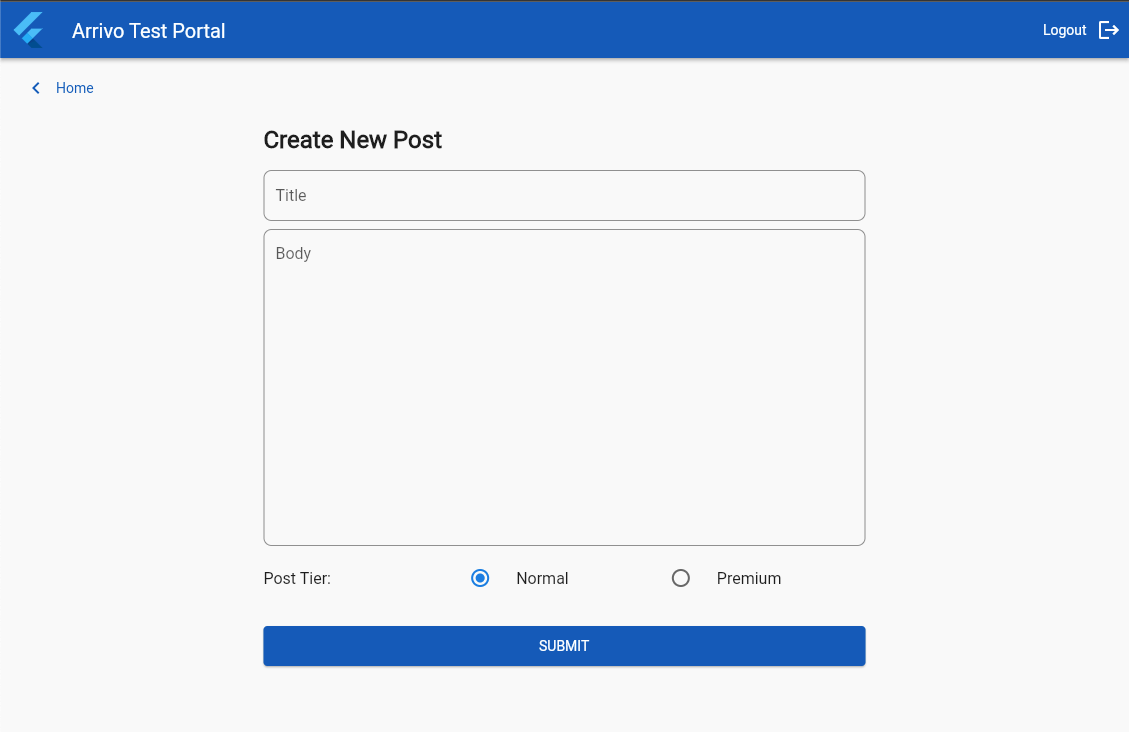 Arrivo Test Portal
Logout
Home
Create New Post
Title
Body
Post Tier:
Normal
Premium
SUBMIT